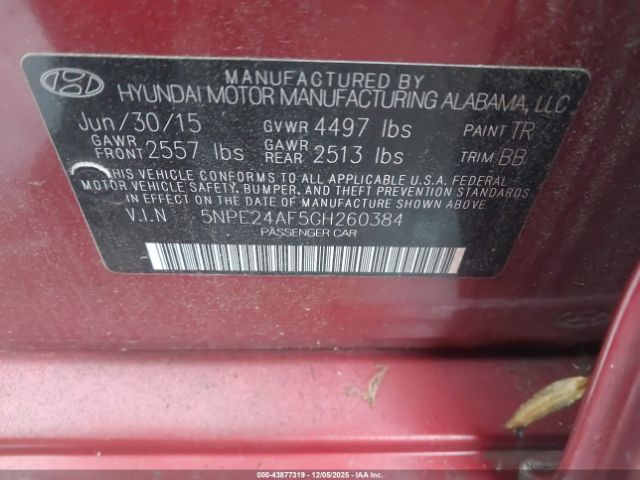 MANUFACTURED BY
HYUNDAI MOTOR MANUFACTURING ALABAMA, LLC
Jun/30/15 GVWR 4497 lbs PAINT TR
GAWR FRONT 2557 lbs GAWR REAR 2513 lbs TRIM BB
THIS VEHICLE CONFORMS TO ALL APPLICABLE U.S.A. FEDERAL
MOTOR VEHICLE SAFETY, BUMPER, AND THEFT PREVENTION STANDARDS
IN EFFECT ON THE DATE OF MANUFACTURE SHOWN ABOVE.
V.I.N 5NPE24AF5GH260384
PASSENGER CAR
000-43877319 - 12/05/2025 - IAAI.COM